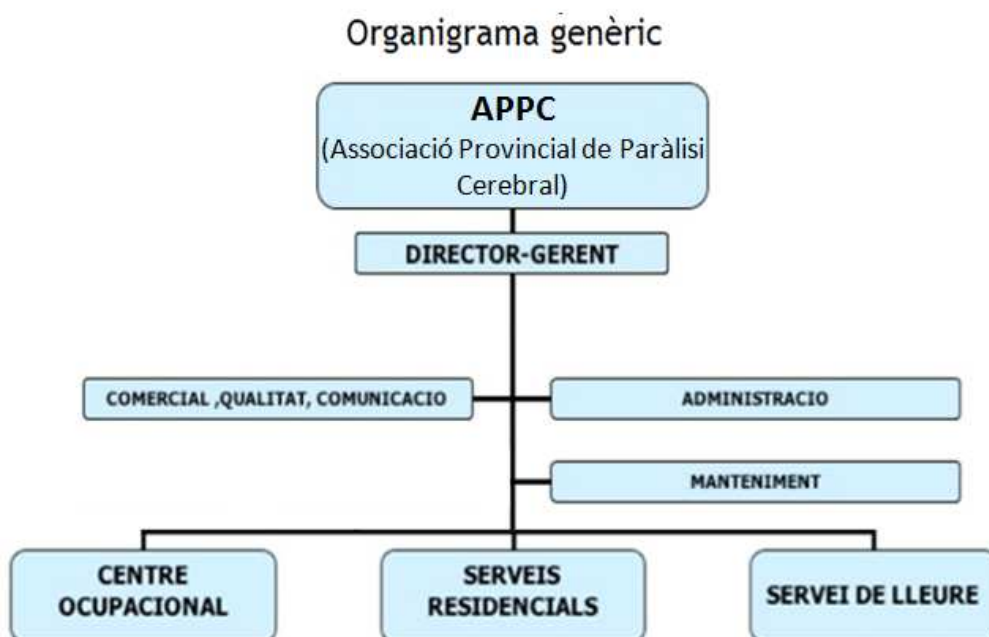 Organigrama genèric
APPC
(Associació Provincial de Paràlisi
Cerebral)
DIRECTOR-GERENT
COMERCIAL ,QUALITAT, COMUNICACIO
ADMINISTRACIO
MANTENIMENT
CENTRE
OCUPACIONAL
SERVEIS
RESIDENCIALS
SERVEI DE LLEURE